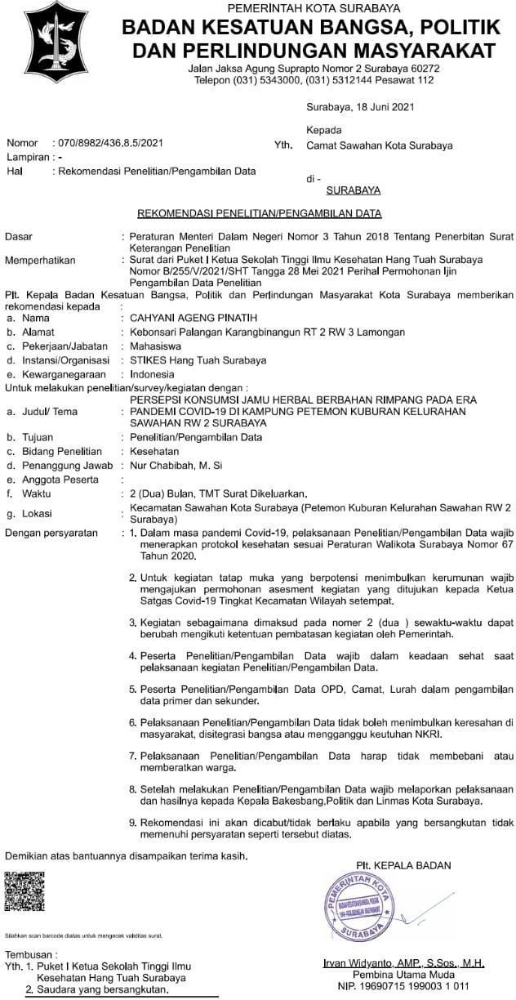 PEMERINTAH KOTA SURABAYA
BADAN KESATUAN BANGSA, POLITIK
DAN PERLINDUNGAN MASYARAKAT
Jalan Jaksa Agung Suprapto Nomor 2 Surabaya 60272
Telepon (031) 5343000, (031) 5312144 Pesawat 112
Surabaya, 18 Juni 2021
Kepada
Nomor : 070/8982/436.8.5/2021
Yth. Camat Sawahan Kota Surabaya
Lampiran : -
Hal : Rekomendasi Penelitian/Pengambilan Data
di -
SURABAYA
REKOMENDASI PENELITIAN/PENGAMBILAN DATA
Dasar : Peraturan Menteri Dalam Negeri Nomor 3 Tahun 2018 Tentang Penerbitan Surat
Keterangan Penelitian
Memperhatikan : Surat dari Puket I Ketua Sekolah Tinggi Ilmu Kesehatan Hang Tuah Surabaya
Nomor B/255/V/2021/SHT Tangga 28 Mei 2021 Perihal Permohonan Ijin
Pengambilan Data Penelitian
Plt. Kepala Badan Kesatuan Bangsa, Politik dan Perlindungan Masyarakat Kota Surabaya memberikan
rekomendasi kepada :
a. Nama : CAHYANI AGENG PINATIH
b. Alamat : Kebonsari Palangan Karangbinangun RT 2 RW 3 Lamongan
c. Pekerjaan/Jabatan : Mahasiswa
d. Instansi/Organisasi : STIKES Hang Tuah Surabaya
e. Kewarganegaraan : Indonesia
Untuk melakukan penelitian/survey/kegiatan dengan :
PERSEPSI KONSUMSI JAMU HERBAL BERBAHAN RIMPANG PADA ERA
a. Judul/ Tema : PANDEMI COVID-19 DI KAMPUNG PETEMON KUBURAN KELURAHAN
SAWAHAN RW 2 SURABAYA
b. Tujuan : Penelitian/Pengambilan Data
c. Bidang Penelitian : Kesehatan
d. Penanggung Jawab : Nur Chabibah, M. Si
e. Anggota Peserta :
f. Waktu : 2 (Dua) Bulan, TMT Surat Dikeluarkan.
g. Lokasi : Kecamatan Sawahan Kota Surabaya (Petemon Kuburan Kelurahan Sawahan RW 2
Surabaya)
Dengan persyaratan : 1. Dalam masa pandemi Covid-19, pelaksanaan Penelitian/Pengambilan Data wajib
menerapkan protokol kesehatan sesuai Peraturan Walikota Surabaya Nomor 67
Tahun 2020.
2. Untuk kegiatan tatap muka yang berpotensi menimbulkan kerumunan wajib
mengajukan permohonan asesment kegiatan yang ditujukan kepada Ketua
Satgas Covid-19 Tingkat Kecamatan Wilayah setempat.
3. Kegiatan sebagaimana dimaksud pada nomer 2 (dua ) sewaktu-waktu dapat
berubah mengikuti ketentuan pembatasan kegiatan oleh Pemerintah.
4. Peserta Penelitian/Pengambilan Data wajib dalam keadaan sehat saat
pelaksanaan kegiatan Penelitian/Pengambilan Data.
5. Peserta Penelitian/Pengambilan Data OPD, Camat, Lurah dalam pengambilan
data primer dan sekunder.
6. Pelaksanaan Penelitian/Pengambilan Data tidak boleh menimbulkan keresahan di
masyarakat, disitegrasi bangsa atau mengganggu keutuhan NKRI.
7. Pelaksanaan Penelitian/Pengambilan Data harap tidak membebani atau
memberatkan warga.
8. Setelah melakukan Penelitian/Pengambilan Data wajib melaporkan pelaksanaan
dan hasilnya kepada Kepala Bakesbang,Politik dan Linmas Kota Surabaya.
9. Rekomendasi ini akan dicabut/tidak berlaku apabila yang bersangkutan tidak
memenuhi persyaratan seperti tersebut diatas.
Demikian atas bantuannya disampaikan terima kasih.
Plt. KEPALA BADAN
PEMERINTAH KOTA
SURABAYA
Silahkan scan barcode diatas untuk mengecek validitas surat.
Tembusan :
Yth. 1. Puket I Ketua Sekolah Tinggi Ilmu
Kesehatan Hang Tuah Surabaya
2. Saudara yang bersangkutan.
Irvan Widyanto, AMP., S.Sos., M.H.
Pembina Utama Muda
NIP. 19690715 199003 1 011